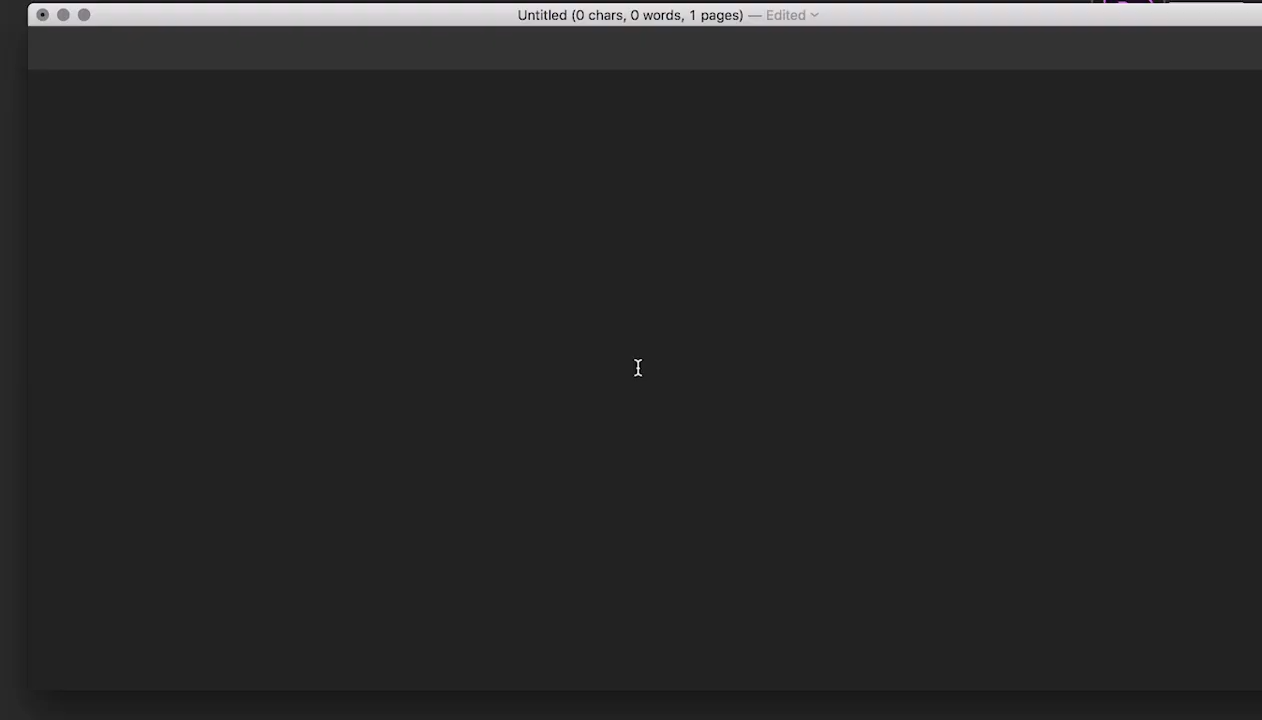 Untitled (0 chars, 0 words, 1 pages) — Edited